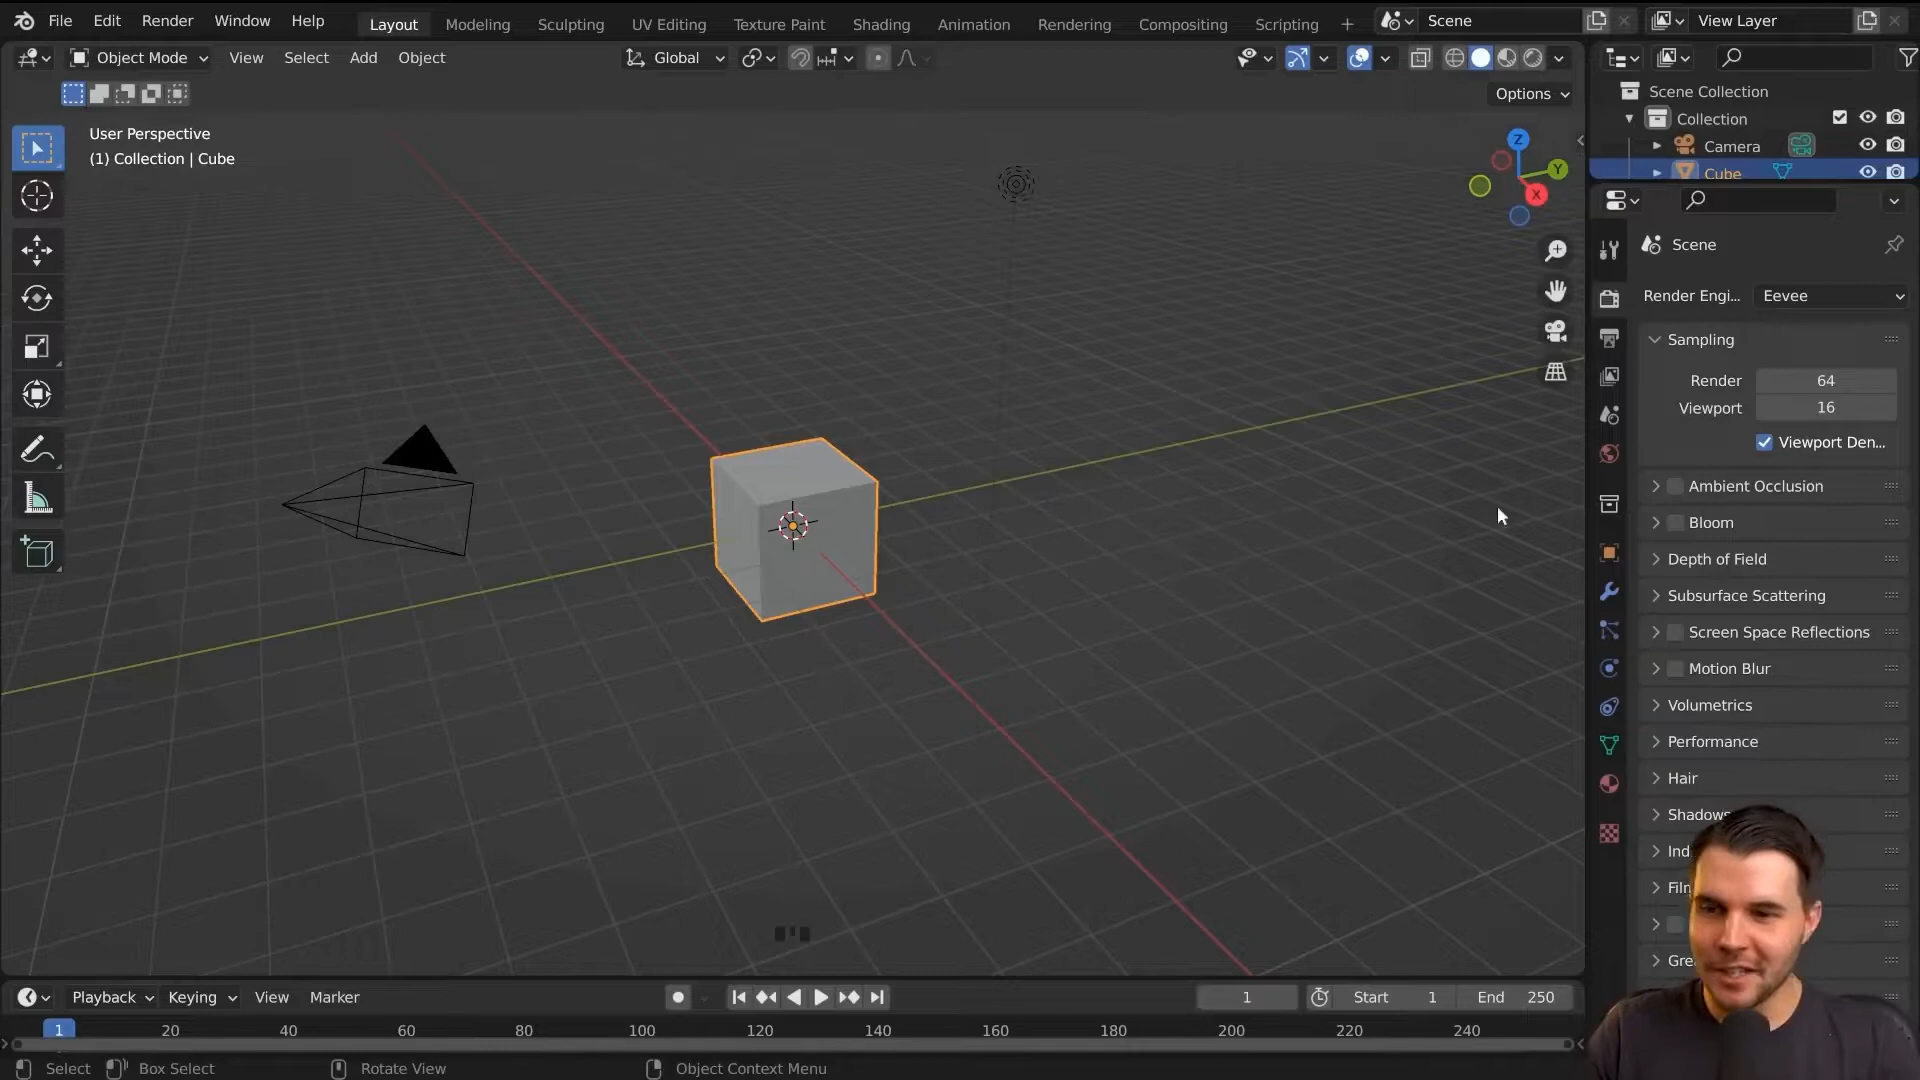 File Edit Render Window Help Layout Modeling Sculpting UV Editing Texture Paint Shading Animation Rendering Compositing Scripting + Scene View Layer
Object Mode View Select Add Object Global
Options
User Perspective
(1) Collection | Cube
Z
Y
X
Scene Collection
Collection
Camera
Cube
Scene
Render Engi... Eevee
Sampling
Render 64
Viewport 16
Viewport Den...
Ambient Occlusion
Bloom
Depth of Field
Subsurface Scattering
Screen Space Reflections
Motion Blur
Volumetrics
Performance
Hair
Shadows
Ind
Film
Gre
Playback Keying View Marker 1 Start 1 End 250
1 20 40 60 80 100 120 140 160 180 200 220 240
Select Box Select Rotate View Object Context Menu